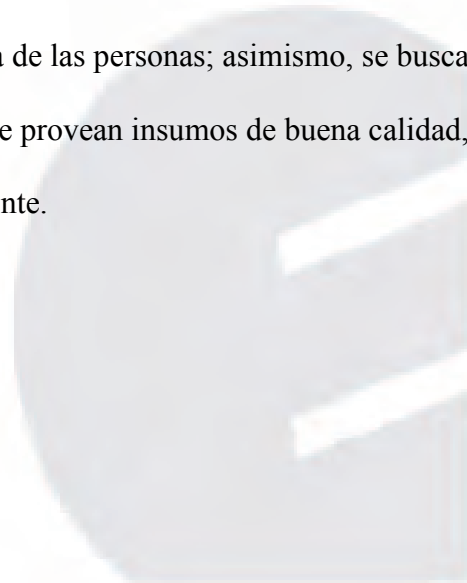 a de las personas; asimismo, se busca
e provean insumos de buena calidad,
nte.